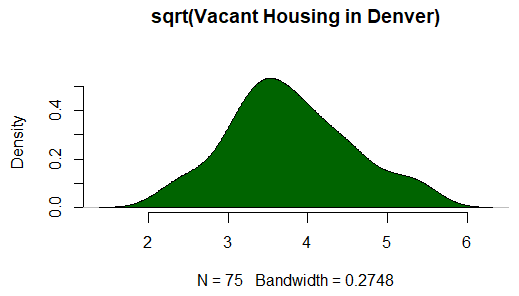 sqrt(Vacant Housing in Denver)
Density
0.0 0.2 0.4
2 3 4 5 6
N = 75 Bandwidth = 0.2748